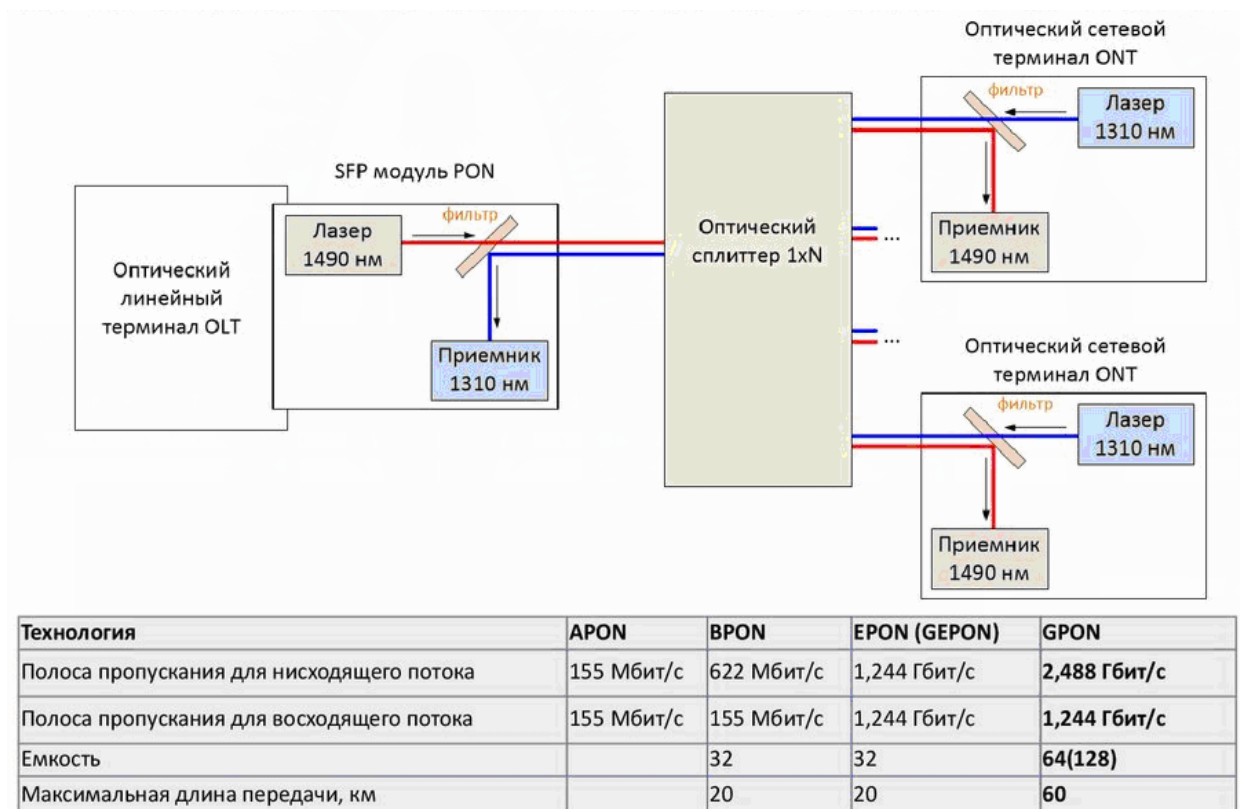 Оптический сетевой
терминал ONT
фильтр
Лазер
1310 нм
Приемник
1490 нм
SFP модуль PON
Оптический
линейный
терминал OLT
Лазер
1490 нм
фильтр
Приемник
1310 нм
Оптический
сплиттер 1xN
...
...
Оптический сетевой
терминал ONT
фильтр
Лазер
1310 нм
Приемник
1490 нм
Технология APON BPON EPON (GEPON) GPON
Полоса пропускания для нисходящего потока 155 Мбит/с 622 Мбит/с 1,244 Гбит/с 2,488 Гбит/с
Полоса пропускания для восходящего потока 155 Мбит/с 155 Мбит/с 1,244 Гбит/с 1,244 Гбит/с
Емкость 32 32 64(128)
Максимальная длина передачи, км 20 20 60